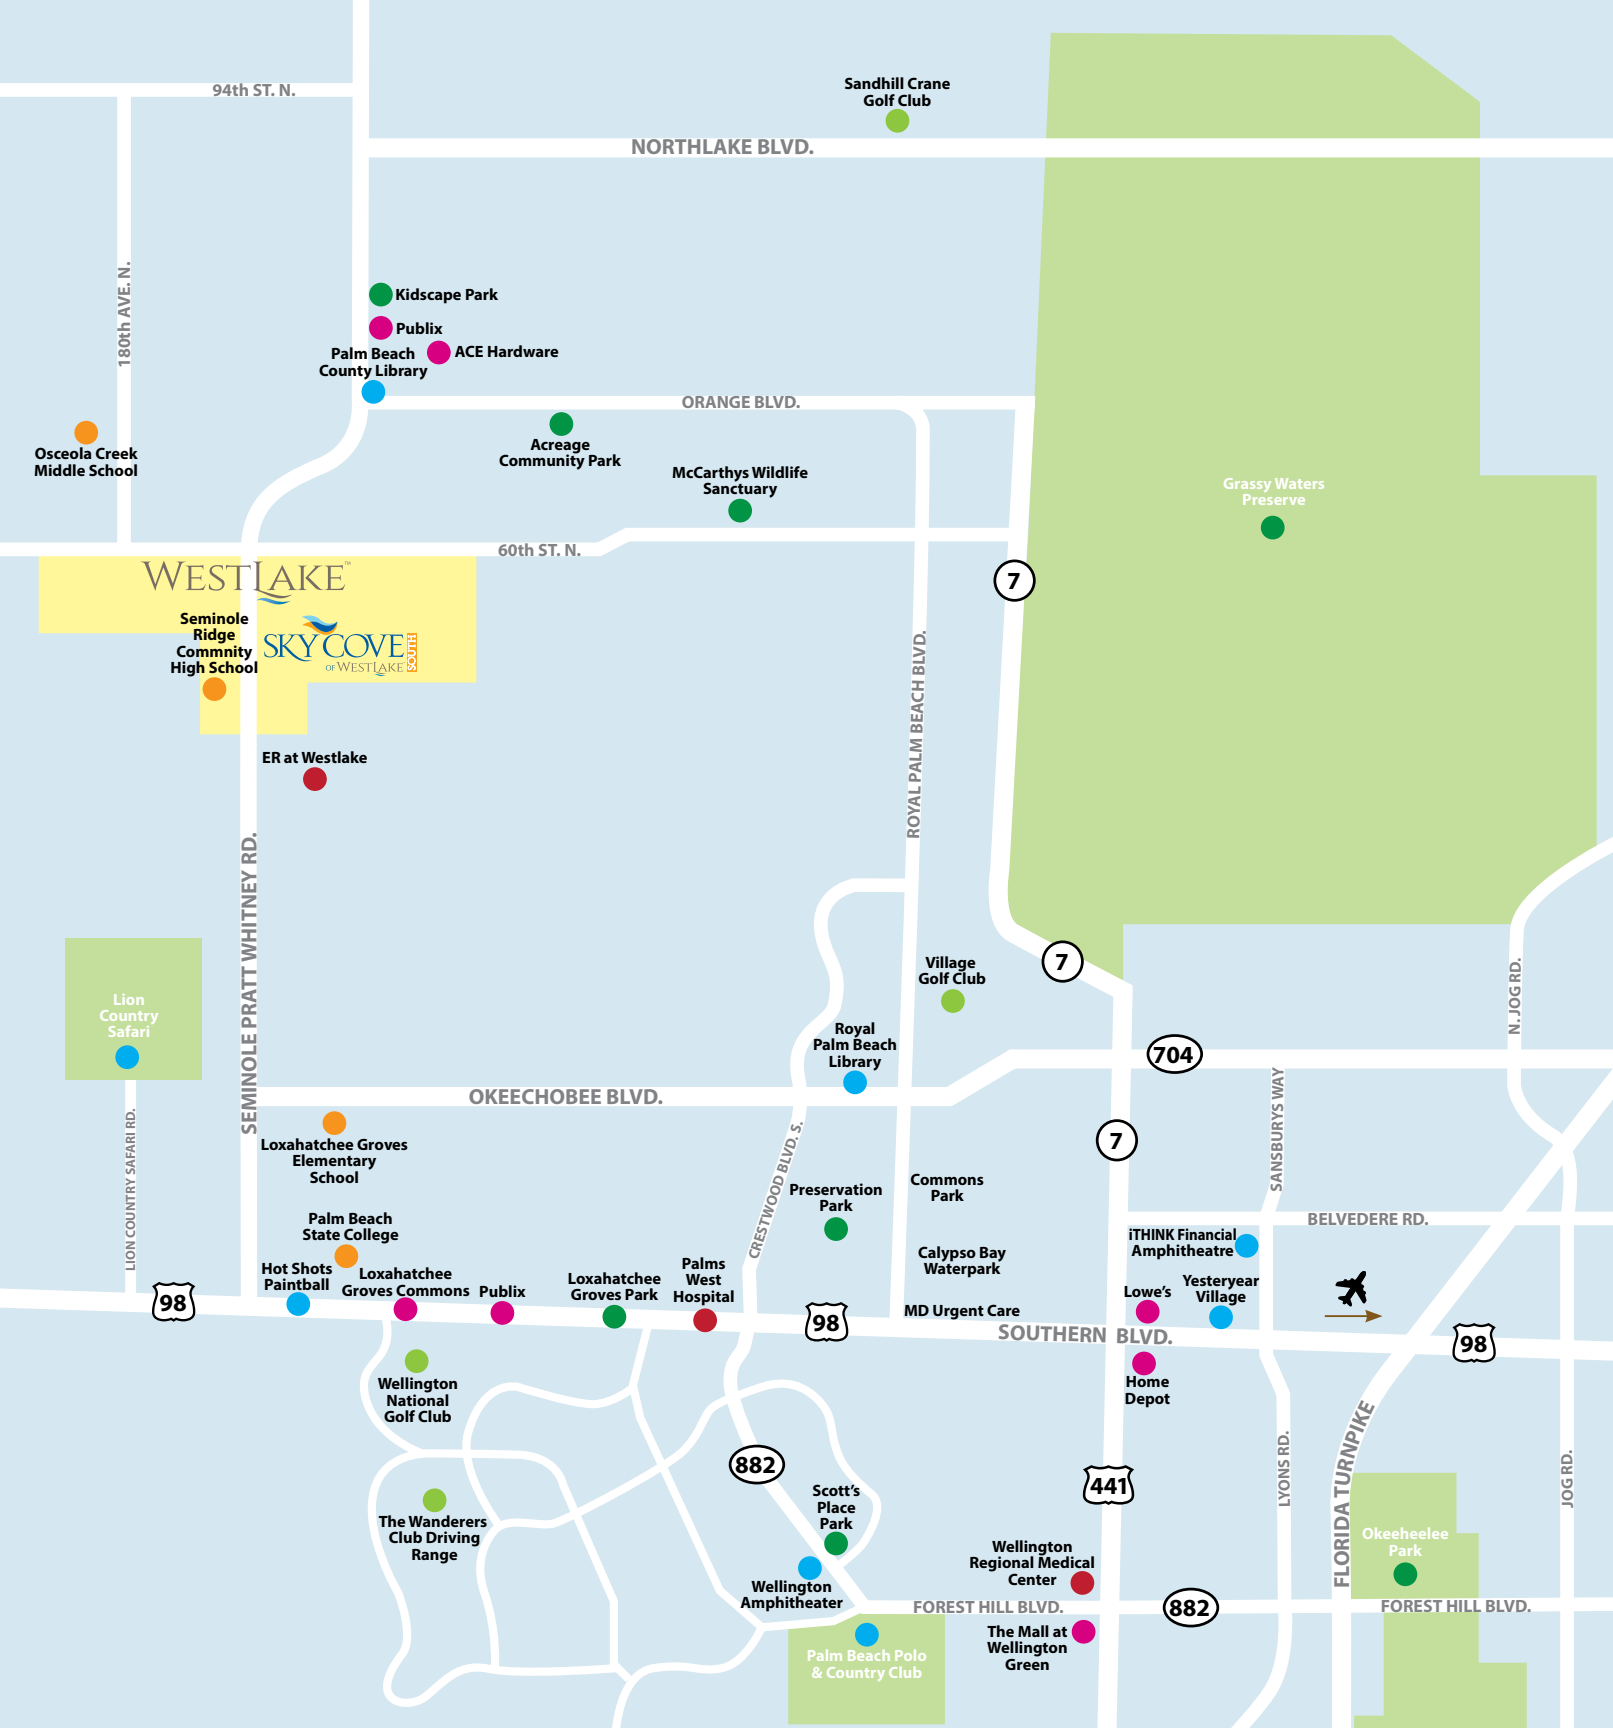 Sandhill Crane
Golf Club
94th ST. N.
NORTHLAKE BLVD.
180th AVE. N.
Kidscape Park
Publix
ACE Hardware
Palm Beach
County Library
ORANGE BLVD.
Osceola Creek
Middle School
Acreage
Community Park
McCarthys Wildlife
Sanctuary
Grassy Waters
Preserve
60th ST. N.
WESTLAKE™
7
Seminole
Ridge
Commnity
High School
SKY COVE
SOUTH
OF WESTLAKE
ROYAL PALM BEACH BLVD.
ER at Westlake
SEMINOLE PRATT WHITNEY RD.
7
Village
Golf Club
N. JOG RD.
Lion
Country
Safari
Royal
Palm Beach
Library
704
OKEECHOBEE BLVD.
SANSBURYS WAY
LION COUNTRY SAFARI RD.
Loxahatchee Groves
Elementary
School
CRESTWOOD BLVD. S.
7
Commons
Park
Preservation
Park
Palm Beach
State College
BELVEDERE RD.
iTHINK Financial
Amphitheatre
Calypso Bay
Waterpark
Hot Shots
Paintball
Loxahatchee
Groves Commons
Publix
Loxahatchee
Groves Park
Palms
West
Hospital
Lowe's
Yesteryear
Village
98
98
MD Urgent Care
SOUTHERN BLVD.
98
Home
Depot
Wellington
National
Golf Club
FLORIDA TURNPIKE
LYONS RD.
JOG RD.
882
441
Scott's
Place
Park
The Wanderers
Club Driving
Range
Okeeheelee
Park
Wellington
Regional Medical
Center
Wellington
Amphitheater
FOREST HILL BLVD.
882
FOREST HILL BLVD.
The Mall at
Wellington
Green
Palm Beach Polo
& Country Club